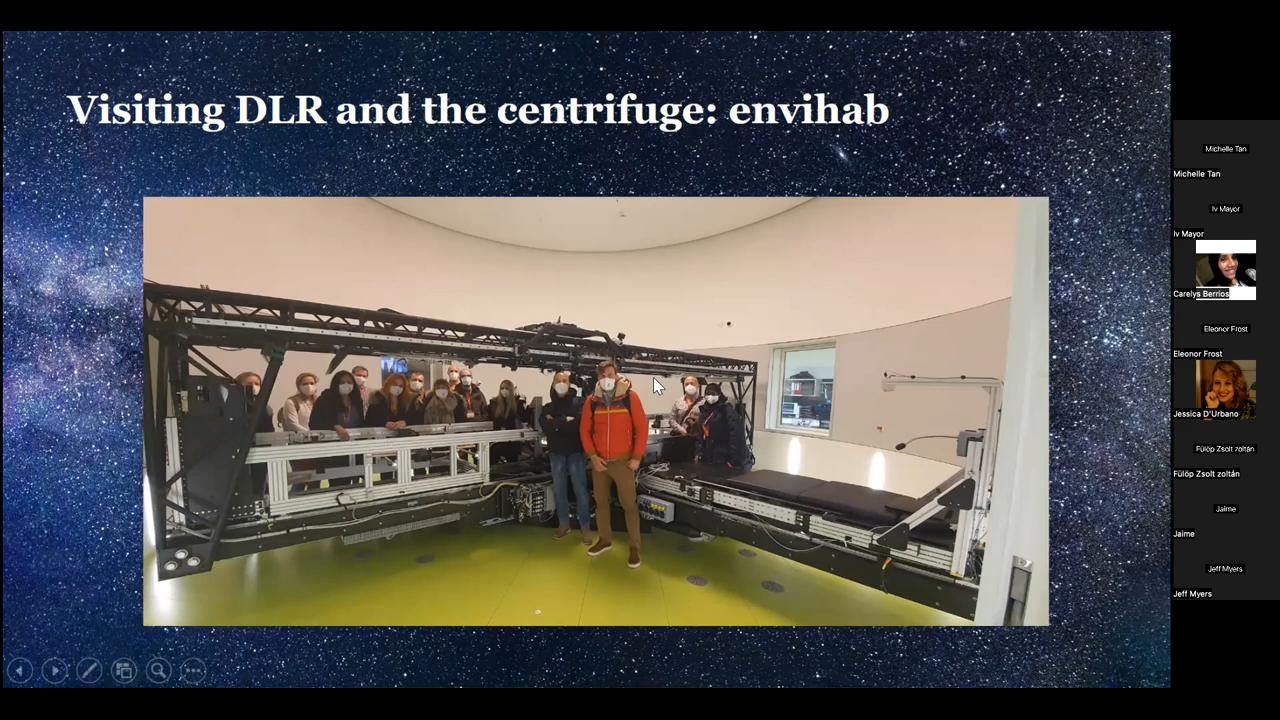 Visiting DLR and the centrifuge: envihab
Michelle Tan
Michelle Tan
Iv Mayor
Iv Mayor
Carelys Berrios
Eleonor Frost
Eleonor Frost
Jessica D'Urbano
Fülöp Zsolt zoltán
Fülöp Zsolt zoltán
Jaime
Jaime
Jeff Myers
Jeff Myers